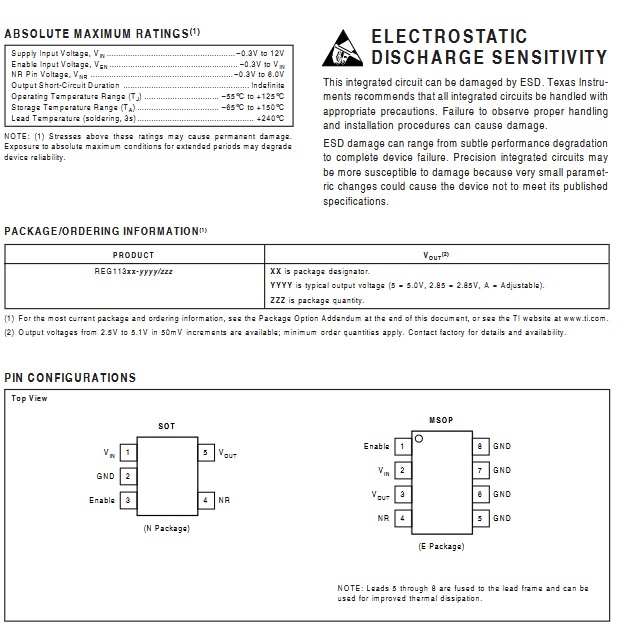 ABSOLUTE MAXIMUM RATINGS(1)
Supply Input Voltage, VIN ........................................ –0.3V to 12V
Enable Input Voltage, VEN ........................................ –0.3V to VIN
NR Pin Voltage, VNR ........................................ –0.3V to 6.0V
Output Short-Circuit Duration ........................................ Indefinite
Operating Temperature Range (TJ) ........................ –55°C to +125°C
Storage Temperature Range (TA) ........................ –65°C to +150°C
Lead Temperature (soldering, 3s) ........................................ +240°C
NOTE: (1) Stresses above these ratings may cause permanent damage.
Exposure to absolute maximum conditions for extended periods may degrade
device reliability.
ELECTROSTATIC
DISCHARGE SENSITIVITY
This integrated circuit can be damaged by ESD. Texas Instru-
ments recommends that all integrated circuits be handled with
appropriate precautions. Failure to observe proper handling
and installation procedures can cause damage.
ESD damage can range from subtle performance degradation
to complete device failure. Precision integrated circuits may
be more susceptible to damage because very small paramet-
ric changes could cause the device not to meet its published
specifications.
PACKAGE/ORDERING INFORMATION(1)
PRODUCT VOUT(2)
REG113xx-yyyy/zzz XX is package designator.
YYYY is typical output voltage (5 = 5.0V, 2.85 = 2.85V, A = Adjustable).
ZZZ is package quantity.
(1) For the most current package and ordering information, see the Package Option Addendum at the end of this document, or see the TI website at www.ti.com.
(2) Output voltages from 2.5V to 5.1V in 50mV increments are available; minimum order quantities apply. Contact factory for details and availability.
PIN CONFIGURATIONS
Top View
SOT
VIN 1 5 VOUT
GND 2
Enable 3 4 NR
(N Package)
MSOP
Enable 1 8 GND
VIN 2 7 GND
VOUT 3 6 GND
NR 4 5 GND
(E Package)
NOTE: Leads 5 through 8 are fused to the lead frame and can be
used for improved thermal dissipation.